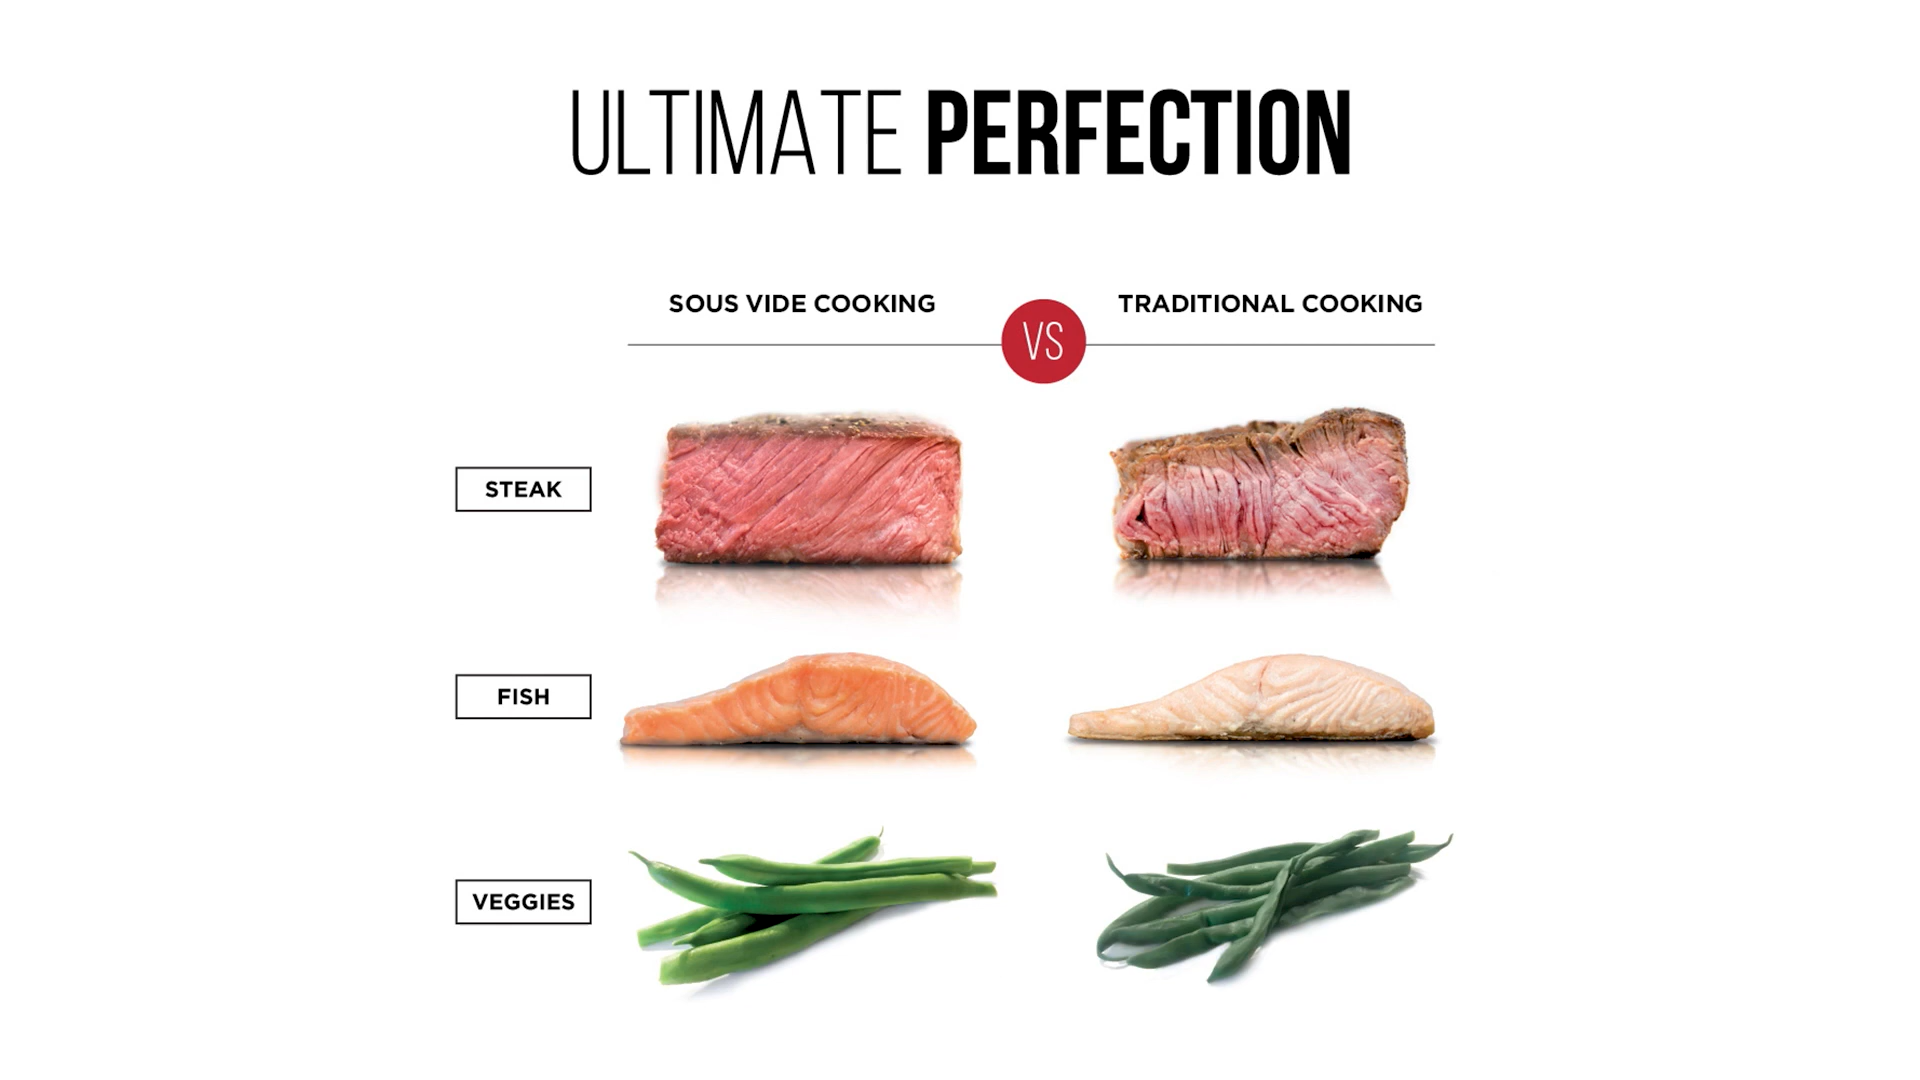 ULTIMATE PERFECTION
SOUS VIDE COOKING
VS
TRADITIONAL COOKING
STEAK
FISH
VEGGIES